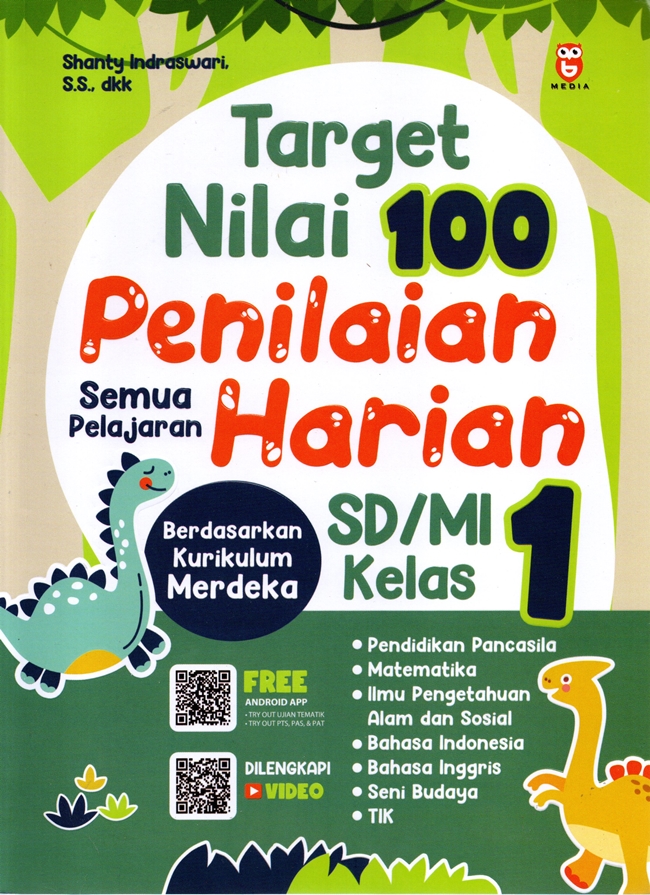 Shanty Indraswari,
S.S., dkk
MEDIA
Target
Nilai 100
Penilaian
Semua
Pelajaran
Harian
SD/MI
Kelas 1
Berdasarkan
Kurikulum
Merdeka
FREE
ANDROID APP
• TRY OUT UJIAN TEMATIK
• TRY OUT PTS, PAS, & PAT
DILENGKAPI
VIDEO
• Pendidikan Pancasila
• Matematika
• Ilmu Pengetahuan
Alam dan Sosial
• Bahasa Indonesia
• Bahasa Inggris
• Seni Budaya
• TIK